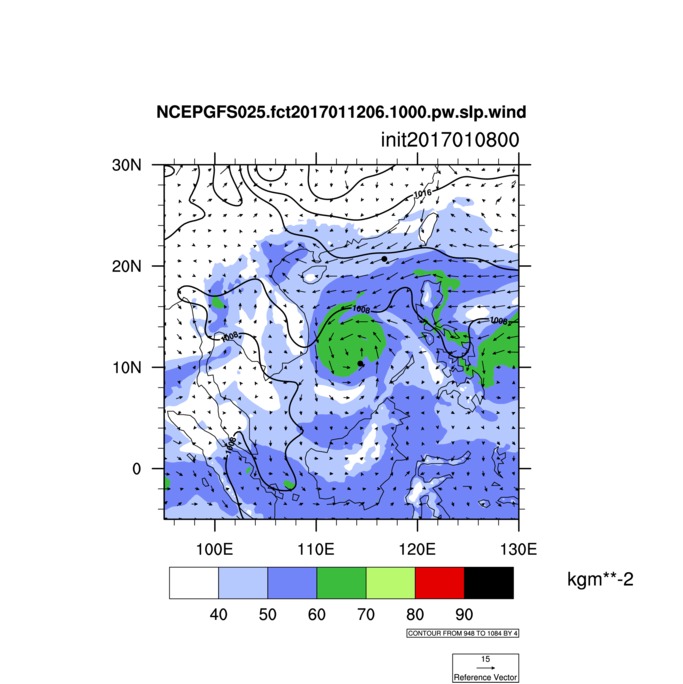 NCEPGFS025.fct2017011206.1000.pw.slp.wind
init2017010800
30N
1016
20N
1008
1008
1008
10N
1008
0
100E 110E 120E 130E
kgm**-2
40 50 60 70 80 90
CONTOUR FROM 948 TO 1084 BY 4
15
Reference Vector